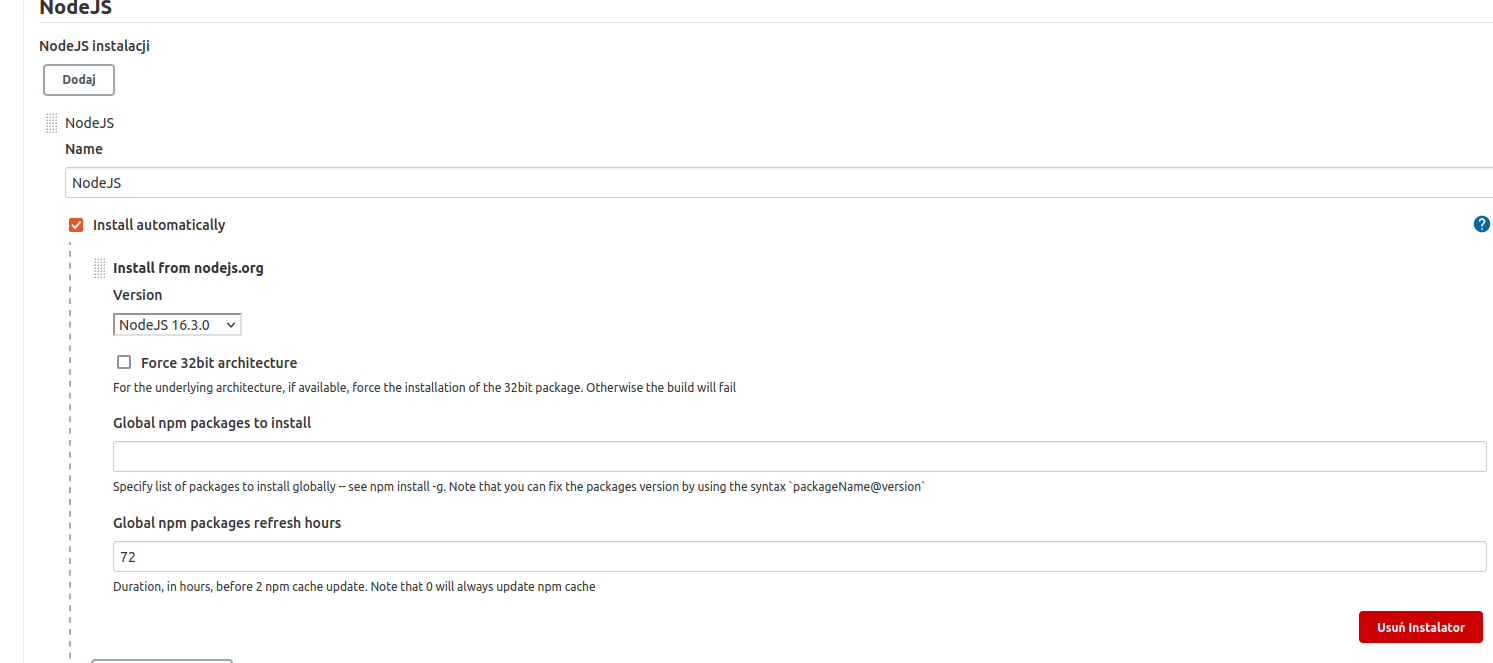 NodeJS
NodeJS instalacji
Dodaj
NodeJS
Name
NodeJS
Install automatically
?
Install from nodejs.org
Version
NodeJS 16.3.0
Force 32bit architecture
For the underlying architecture, if available, force the installation of the 32bit package. Otherwise the build will fail
Global npm packages to install
Specify list of packages to install globally -- see npm install -g. Note that you can fix the packages version by using the syntax `packageName@version`
Global npm packages refresh hours
72
Duration, in hours, before 2 npm cache update. Note that 0 will always update npm cache
Usuń Instalator